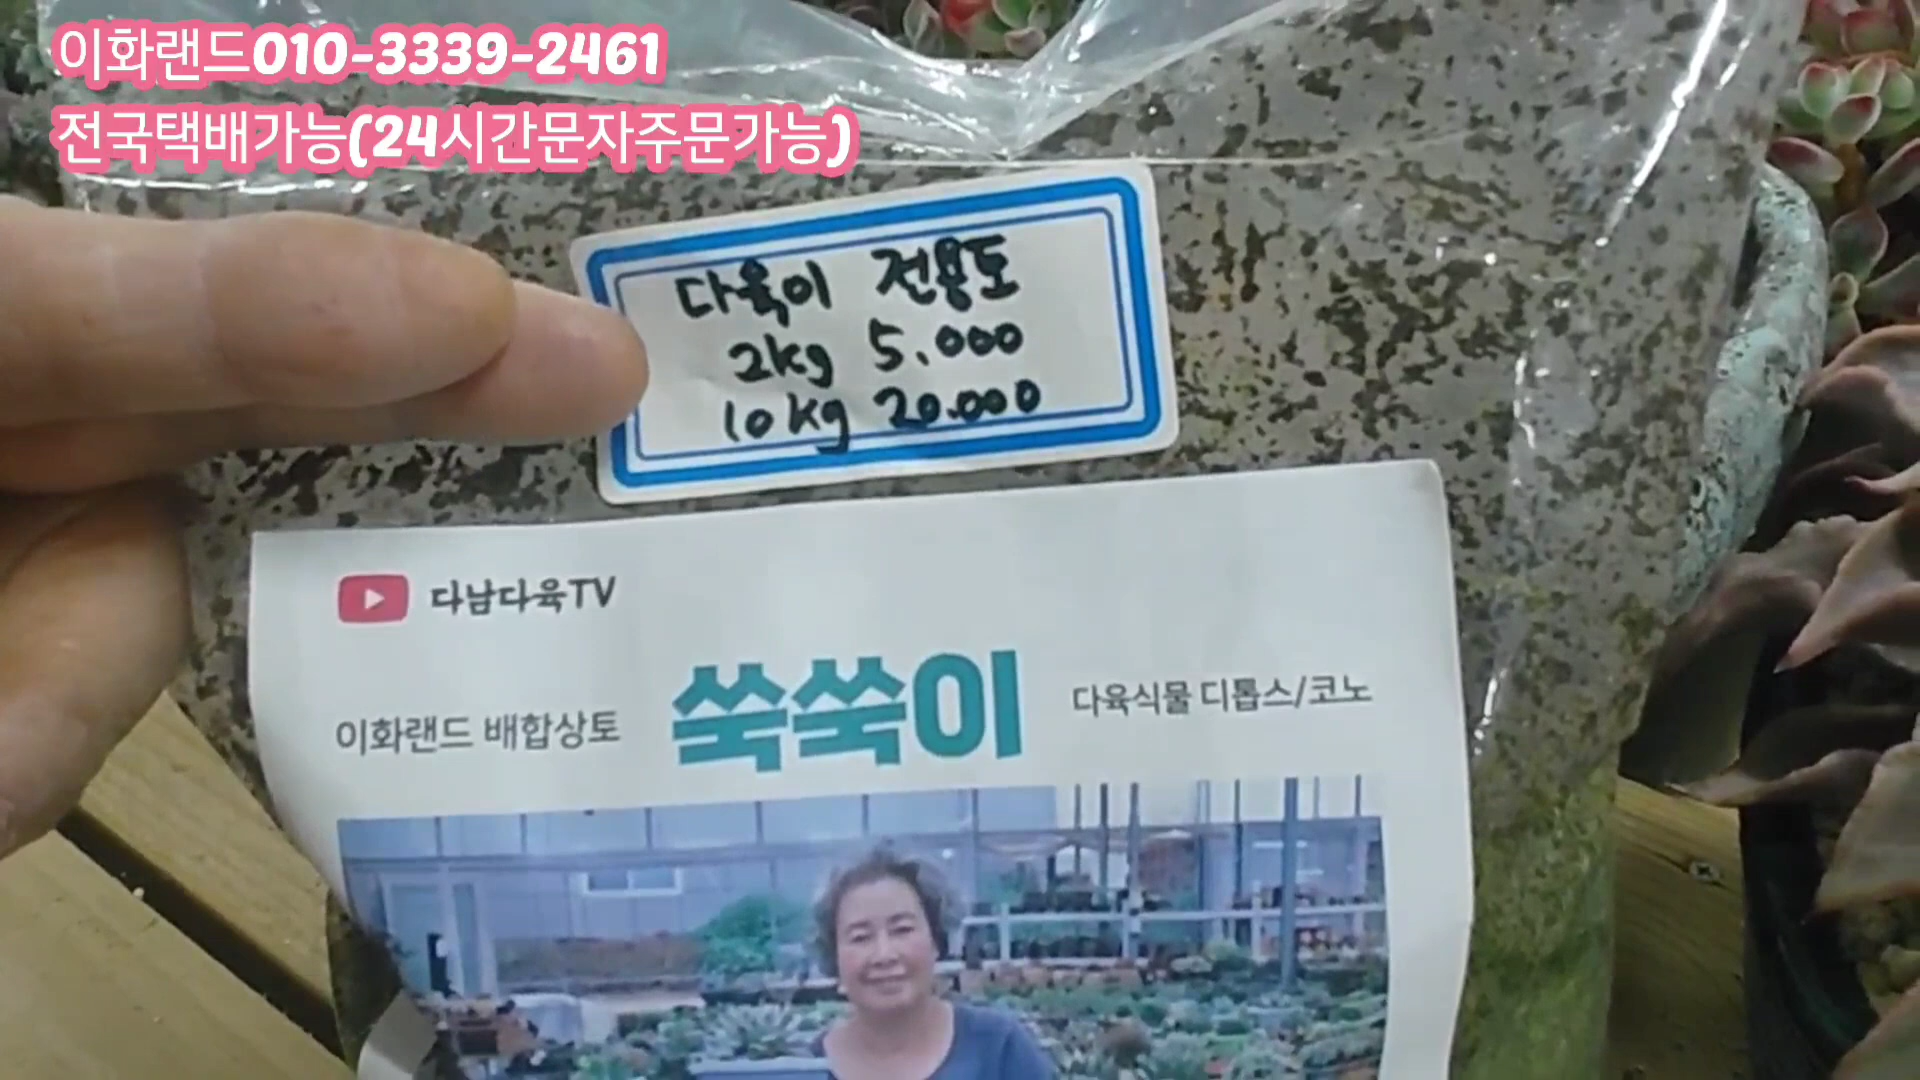 이화랜드010-3339-2461
전국택배가능(24시간문자주문가능)
다육이 전용토
2kg 5.000
10kg 20.000
다남다육TV
이화랜드 배합상토 쑥쑥이 다육식물 디톱스/코노